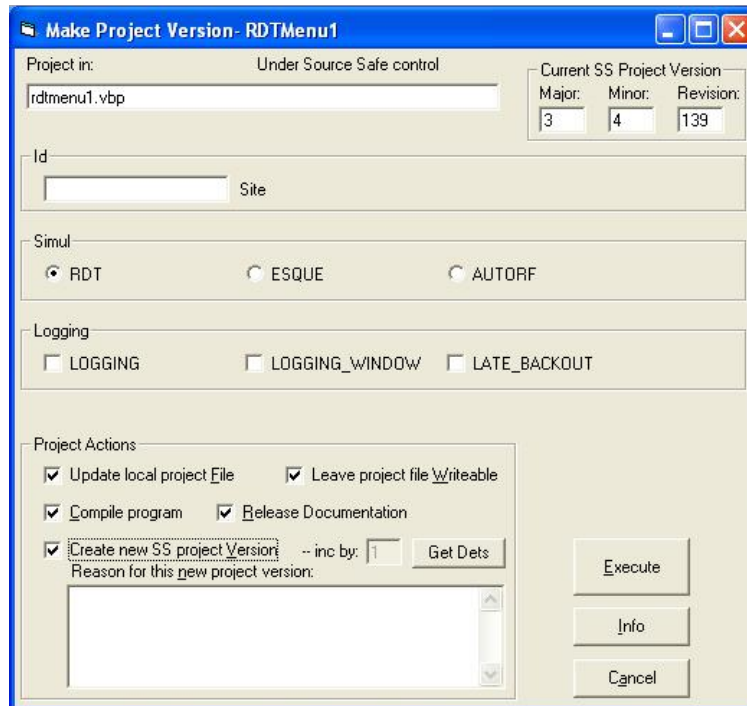 Make Project Version- RDTMenu1
Project in: Under Source Safe control
rdtmenu1.vbp
Current SS Project Version
Major: Minor: Revision:
3 4 139
Id
Site
Simul
RDT ESQUE AUTORF
Logging
LOGGING LOGGING_WINDOW LATE_BACKOUT
Project Actions
Update local project File Leave project file Writeable
Compile program Release Documentation
Create new SS project Version -- inc by: 1 Get Dets
Reason for this new project version:
Execute
Info
Cancel